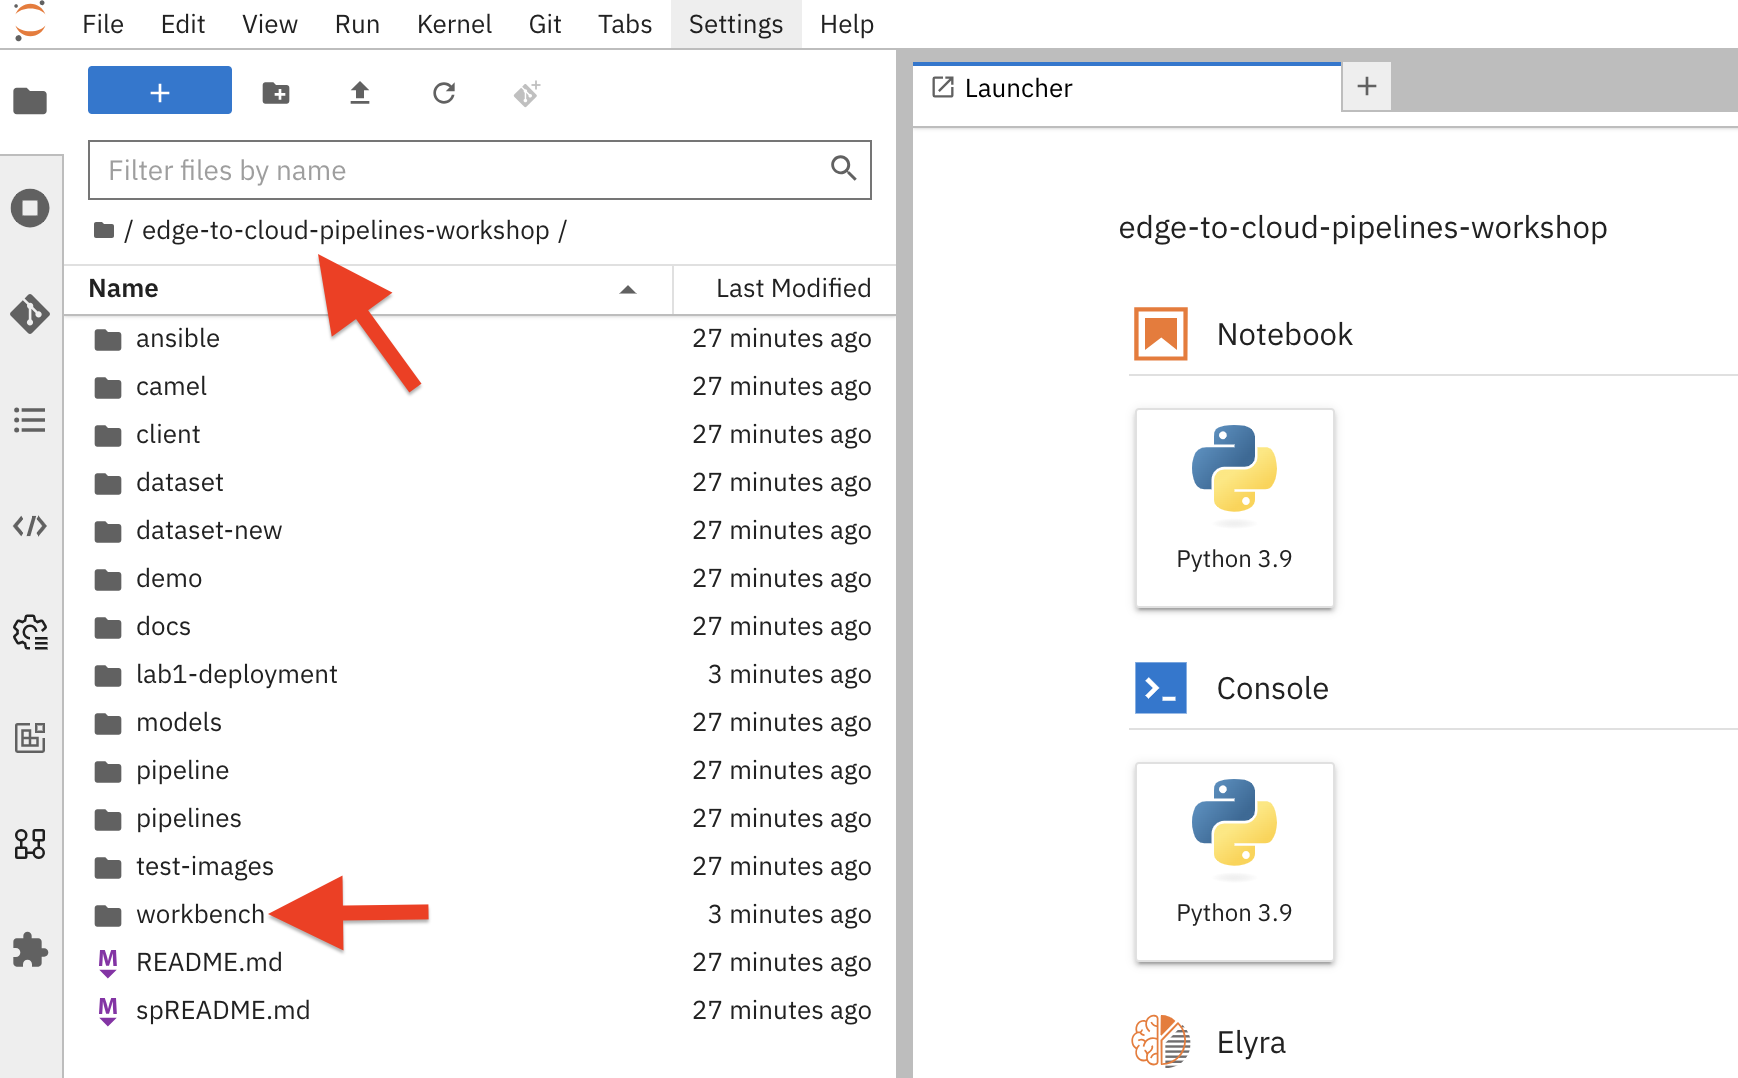 File Edit View Run Kernel Git Tabs Settings Help
Launcher
Filter files by name
/ edge-to-cloud-pipelines-workshop /
Name Last Modified
ansible 27 minutes ago
camel 27 minutes ago
client 27 minutes ago
dataset 27 minutes ago
dataset-new 27 minutes ago
demo 27 minutes ago
docs 27 minutes ago
lab1-deployment 3 minutes ago
models 27 minutes ago
pipeline 27 minutes ago
pipelines 27 minutes ago
test-images 27 minutes ago
workbench 3 minutes ago
README.md 27 minutes ago
spREADME.md 27 minutes ago
edge-to-cloud-pipelines-workshop
Notebook
Python 3.9
Console
Python 3.9
Elyra